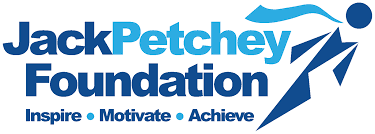 JackPetchey
Foundation
Inspire • Motivate • Achieve